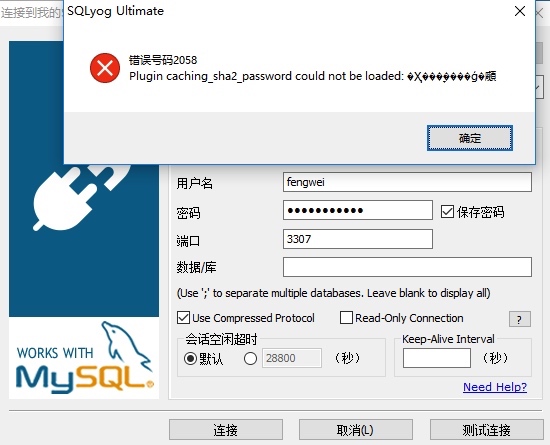 连接到我的
SQLyog Ultimate
错误号码2058
Plugin caching_sha2_password could not be loaded:
确定
用户名
fengwei
密码
●●●●●●●●●●●
保存密码
端口
3307
数据/库
(Use ';' to separate multiple databases. Leave blank to display all)
Use Compressed Protocol
Read-Only Connection
?
会话空闲超时
Keep-Alive Interval
默认
28800
（秒）
（秒）
WORKS WITH
MySQL®
Need Help?
连接
取消(L)
测试连接